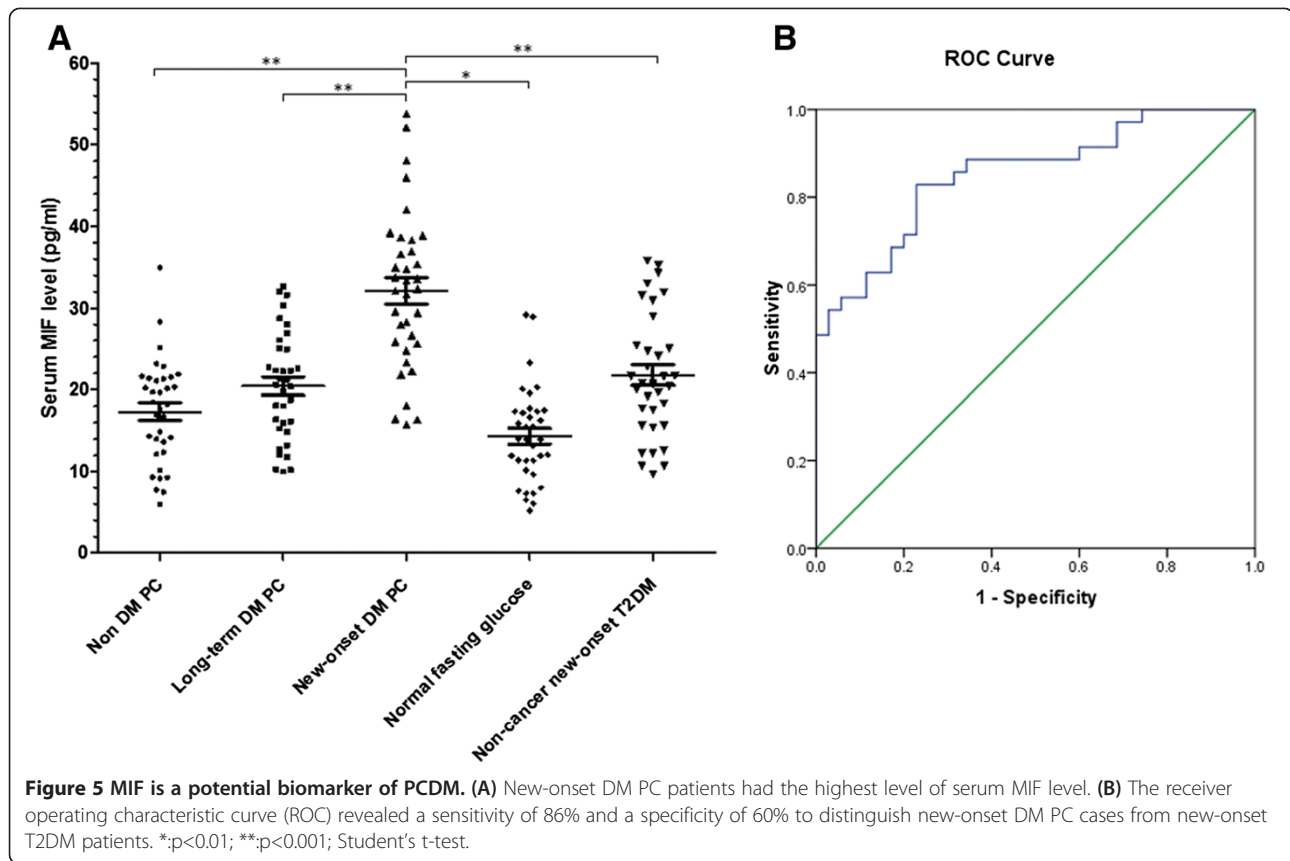 A
B
**
**
**
*
60
50
40
30
20
10
0
Serum MIF level (pg/ml)
Non DM PC
Long-term DM PC
New-onset DM PC
Normal fasting glucose
Non-cancer new-onset T2DM
ROC Curve
1.0
0.8
0.6
0.4
0.2
0.0
Sensitivity
0.0 0.2 0.4 0.6 0.8 1.0
1 - Specificity
Figure 5 MIF is a potential biomarker of PCDM. (A) New-onset DM PC patients had the highest level of serum MIF level. (B) The receiver
operating characteristic curve (ROC) revealed a sensitivity of 86% and a specificity of 60% to distinguish new-onset DM PC cases from new-onset
T2DM patients. *:p<0.01; **:p<0.001; Student's t-test.